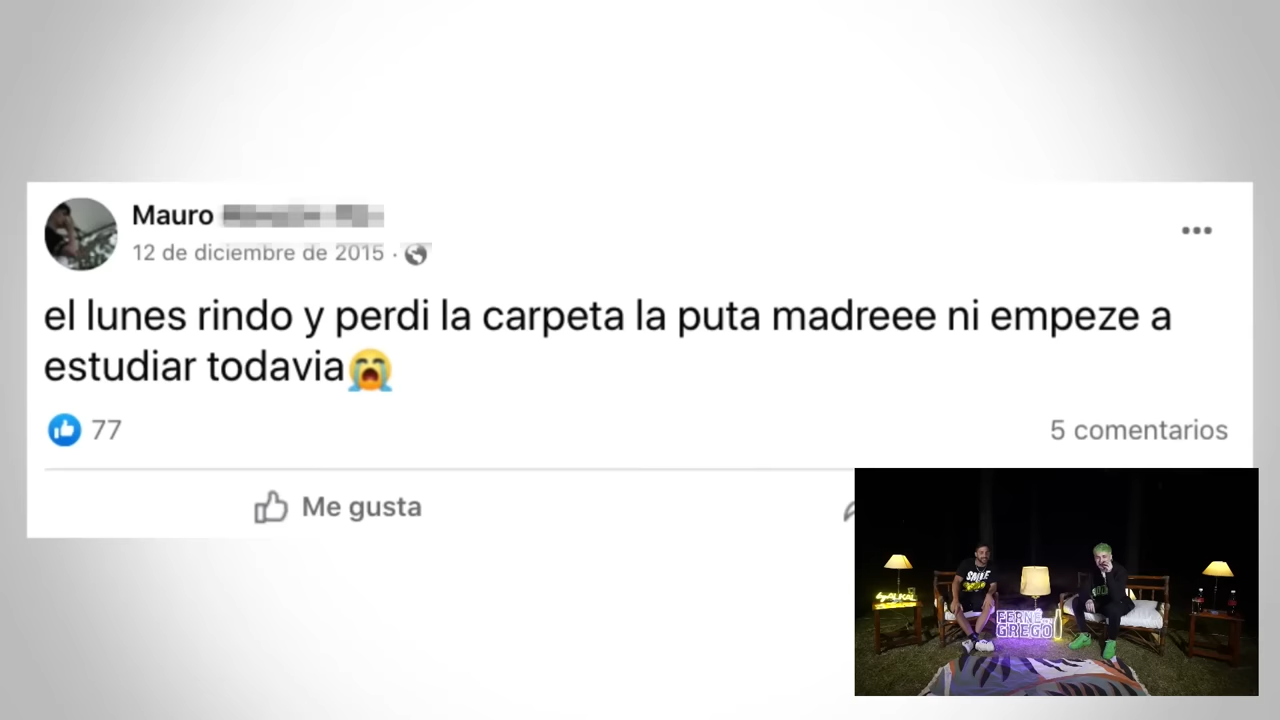 Mauro
12 de diciembre de 2015 ·
el lunes rindo y perdi la carpeta la puta madreee ni empeze a
estudiar todavia😭
77
5 comentarios
Me gusta
SMILE
FERNE
GREGO